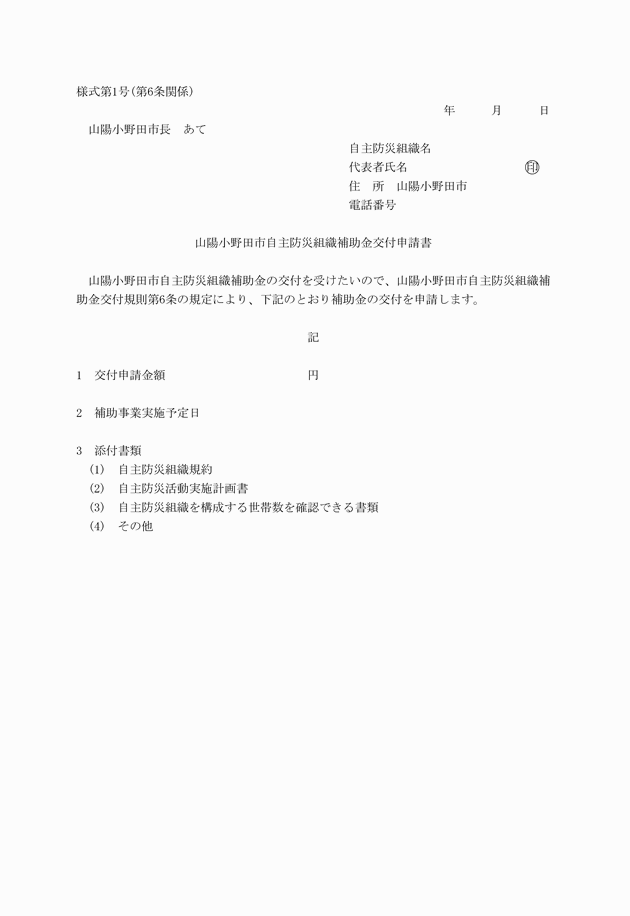 様式第1号(第6条関係)
年　月　日
山陽小野田市長　あて
自主防災組織名
代表者氏名　㊞
住　所　山陽小野田市
電話番号
山陽小野田市自主防災組織補助金交付申請書
山陽小野田市自主防災組織補助金の交付を受けたいので、山陽小野田市自主防災組織補
助金交付規則第6条の規定により、下記のとおり補助金の交付を申請します。
記
1　交付申請金額　円
2　補助事業実施予定日
3　添付書類
(1)　自主防災組織規約
(2)　自主防災活動実施計画書
(3)　自主防災組織を構成する世帯数を確認できる書類
(4)　その他